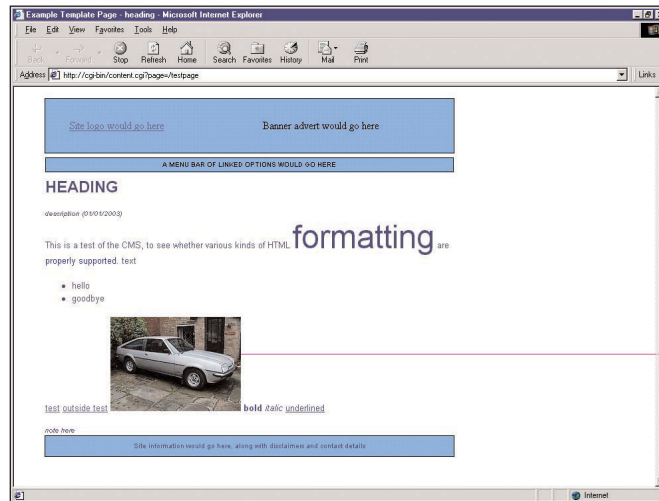 Example Template Page - heading - Microsoft Internet Explorer
File Edit View Favorites Tools Help
Back Forward Stop Refresh Home Search Favorites History Mail Print
Address http://cgi-bin/content.cgi?page=/testpage Links
Site logo would go here Banner advert would go here
A MENU BAR OF LINKED OPTIONS WOULD GO HERE
HEADING
description (01/01/2003)
This is a test of the CMS, to see whether various kinds of HTML formatting are
properly supported. text
hello
goodbye
test outside test bold italic underlined
note here
Site information would go here, along with disclaimers and contact details
Internet